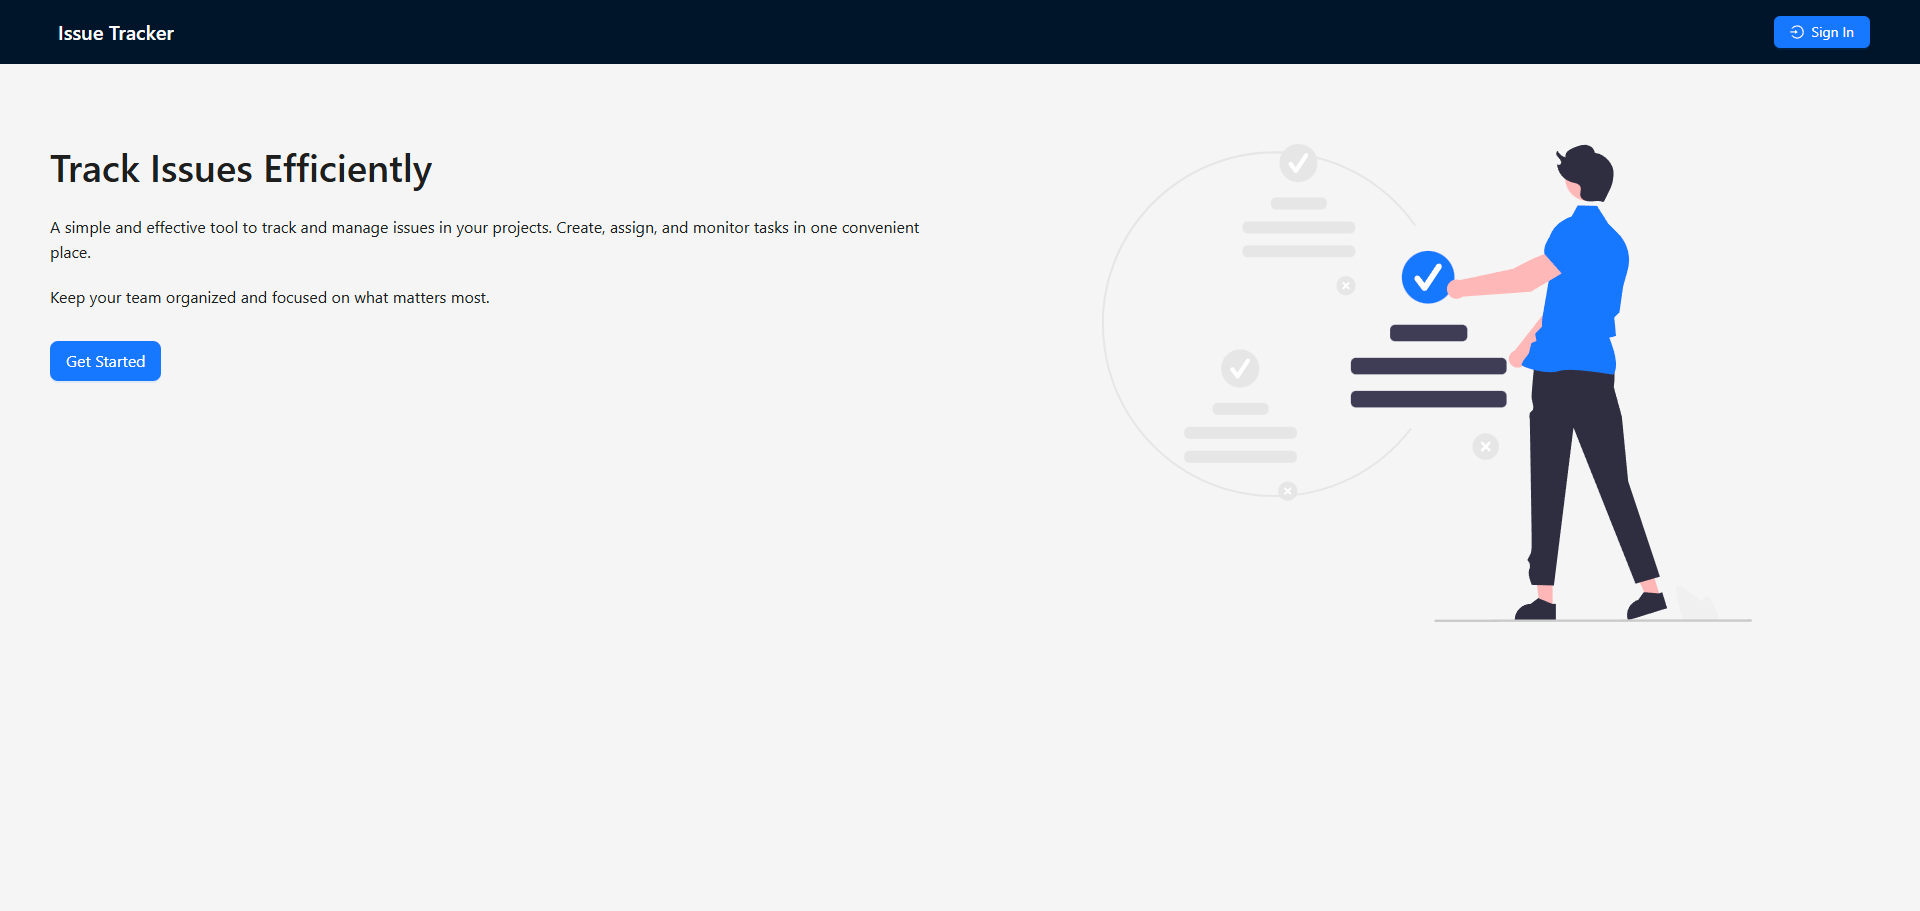 Issue Tracker
Sign In
Track Issues Efficiently
A simple and effective tool to track and manage issues in your projects. Create, assign, and monitor tasks in one convenient
place.
Keep your team organized and focused on what matters most.
Get Started